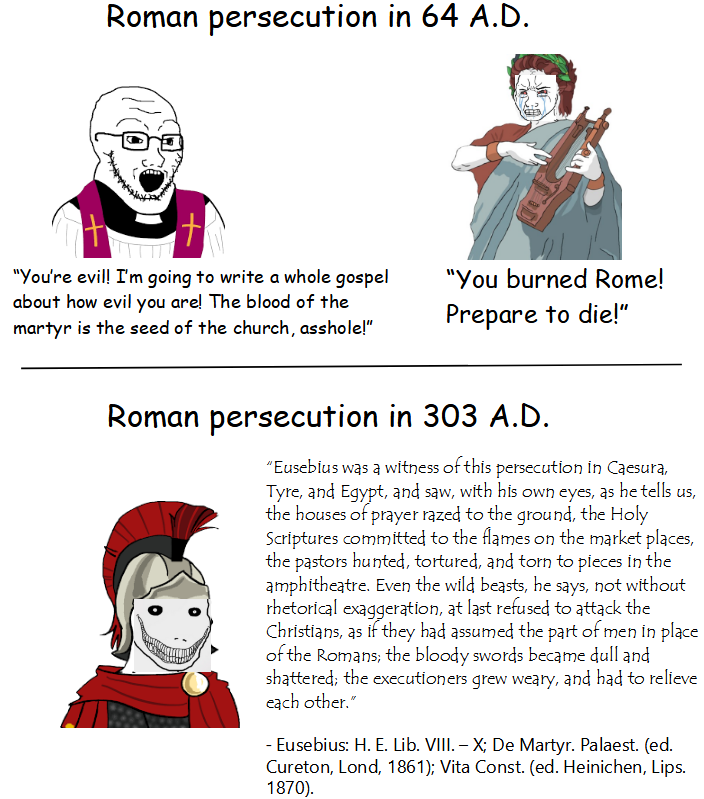 Roman persecution in 64 A.D.
“You’re evil! I’m going to write a whole gospel
about how evil you are! The blood of the
martyr is the seed of the church, asshole!”
“You burned Rome!
Prepare to die!”
Roman persecution in 303 A.D.
“Eusebius was a witness of this persecution in Caesura,
Tyre, and Egypt, and saw, with his own eyes, as he tells us,
the houses of prayer razed to the ground, the Holy
Scriptures committed to the flames on the market places,
the pastors hunted, tortured, and torn to pieces in the
amphitheatre. Even the wild beasts, he says, not without
rhetorical exaggeration, at last refused to attack the
Christians, as if they had assumed the part of men in place
of the Romans; the bloody swords became dull and
shattered; the executioners grew weary, and had to relieve
each other.”
- Eusebius: H. E. Lib. VIII. – X; De Martyr. Palaest. (ed.
Cureton, Lond, 1861); Vita Const. (ed. Heinichen, Lips.
1870).